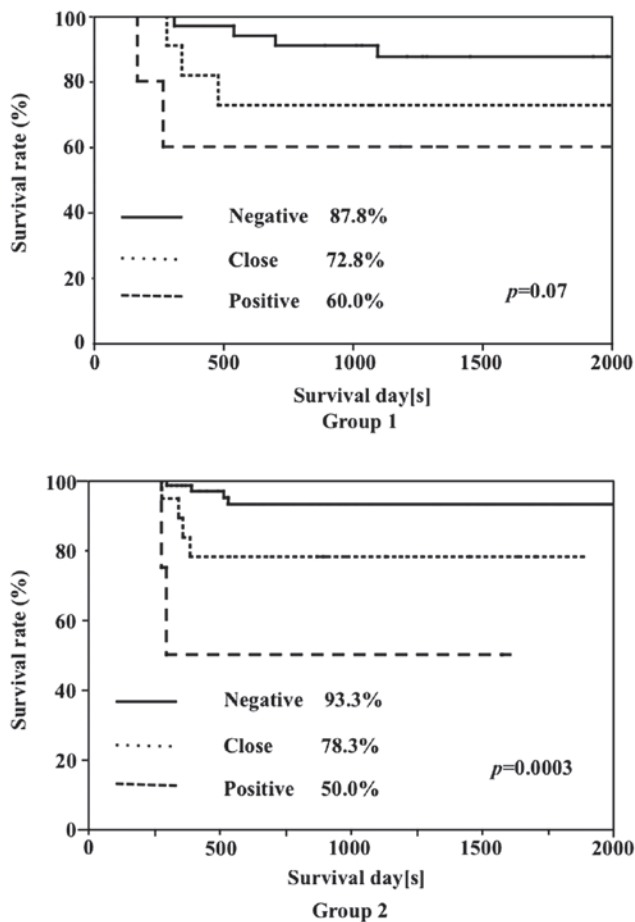 100
80
60
40
20
0
Survival rate (%)
Negative 87.8%
Close 72.8%
Positive 60.0%
p=0.07
0 500 1000 1500 2000
Survival day[s]
Group 1
100
80
60
40
20
0
Survival rate (%)
Negative 93.3%
Close 78.3%
Positive 50.0%
p=0.0003
0 500 1000 1500 2000
Survival day[s]
Group 2